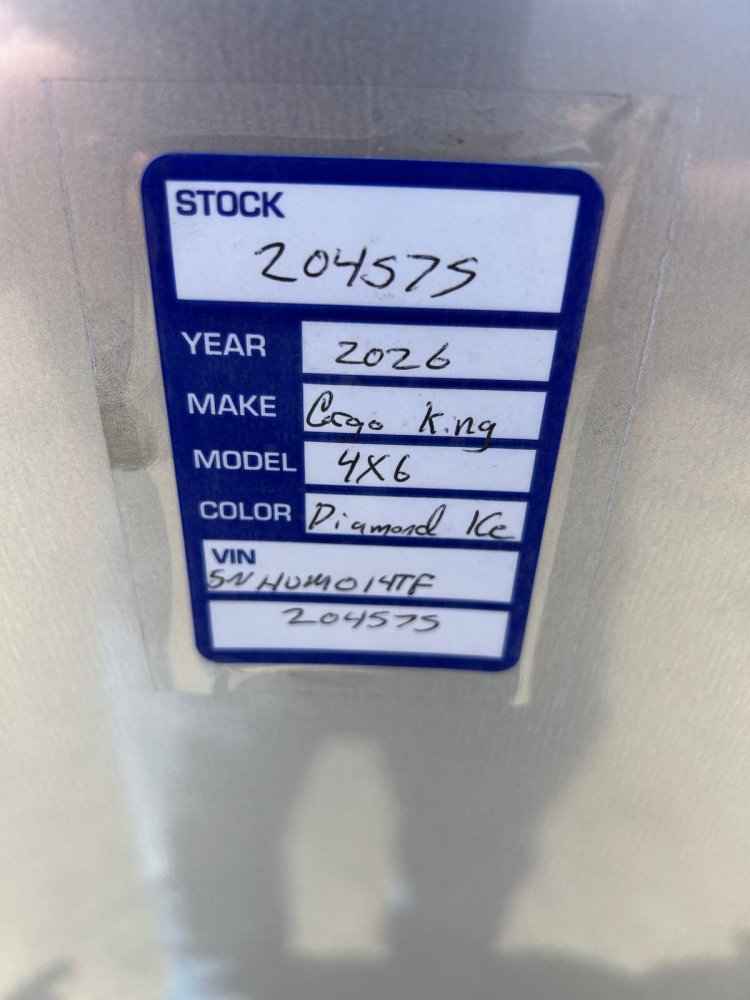 STOCK
204575
YEAR 2026
MAKE Cargo King
MODEL 4X6
COLOR Diamond Ice
VIN
5NHUM014TF
204575